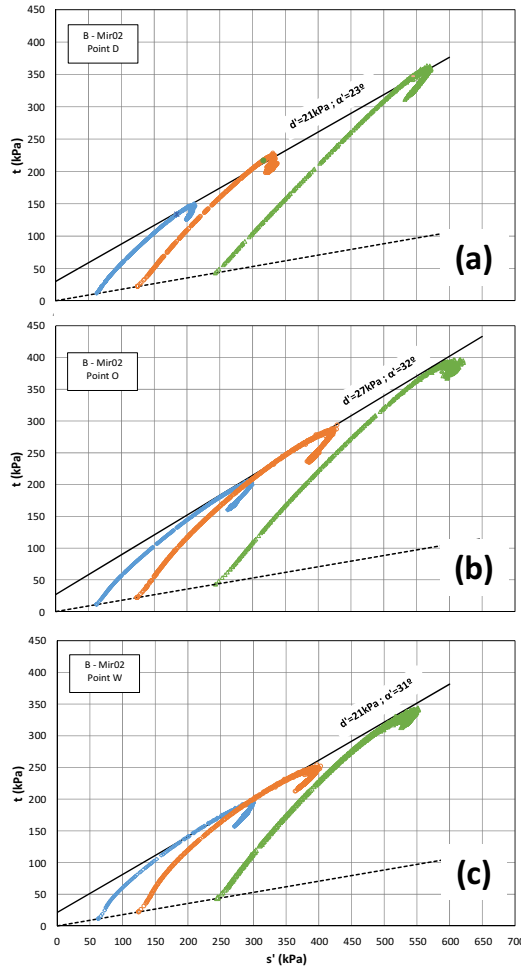 450
400
350
300
250
200
150
100
50
0
t (kPa)
B - Mir02
Point D
d'=21kPa ; α'=23º
(a)
450
400
350
300
250
200
150
100
50
0
t (kPa)
B - Mir02
Point O
d'=27kPa ; α'=32º
(b)
450
400
350
300
250
200
150
100
50
0
t (kPa)
B - Mir02
Point W
d'=21kPa ; α'=31º
(c)
0 50 100 150 200 250 300 350 400 450 500 550 600 650 700
s' (kPa)